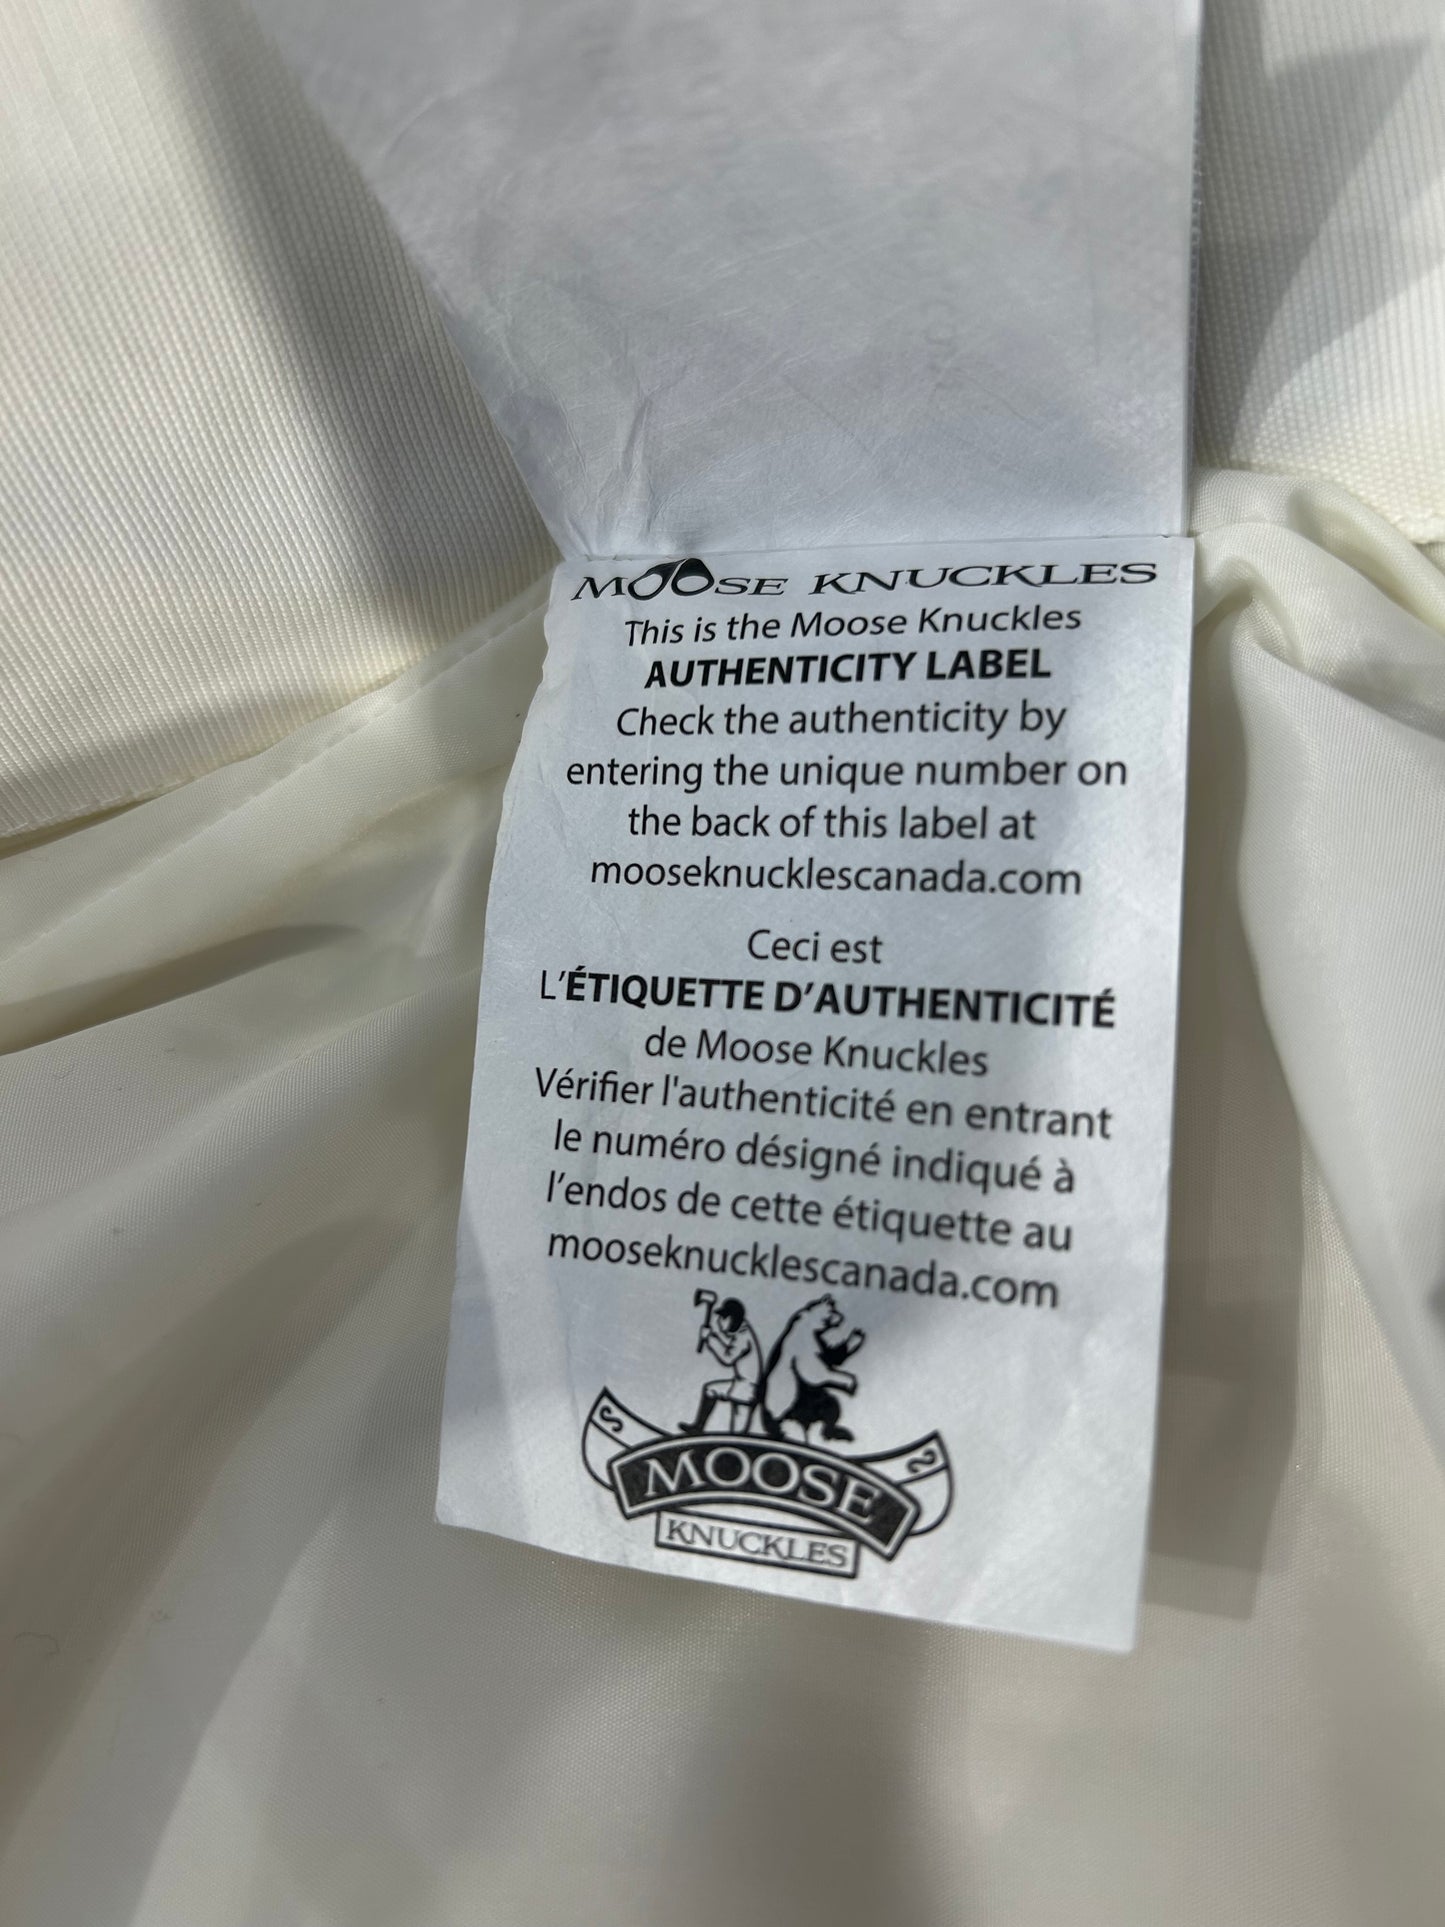 MOOSE KNUCKLES
This is the Moose Knuckles
AUTHENTICITY LABEL
Check the authenticity by
entering the unique number on
the back of this label at
mooseknucklescanada.com
Ceci est
L'ÉTIQUETTE D'AUTHENTICITÉ
de Moose Knuckles
Vérifier l'authenticité en entrant
le numéro désigné indiqué à
l'endos de cette étiquette au
mooseknucklescanada.com
MOOSE
KNUCKLES